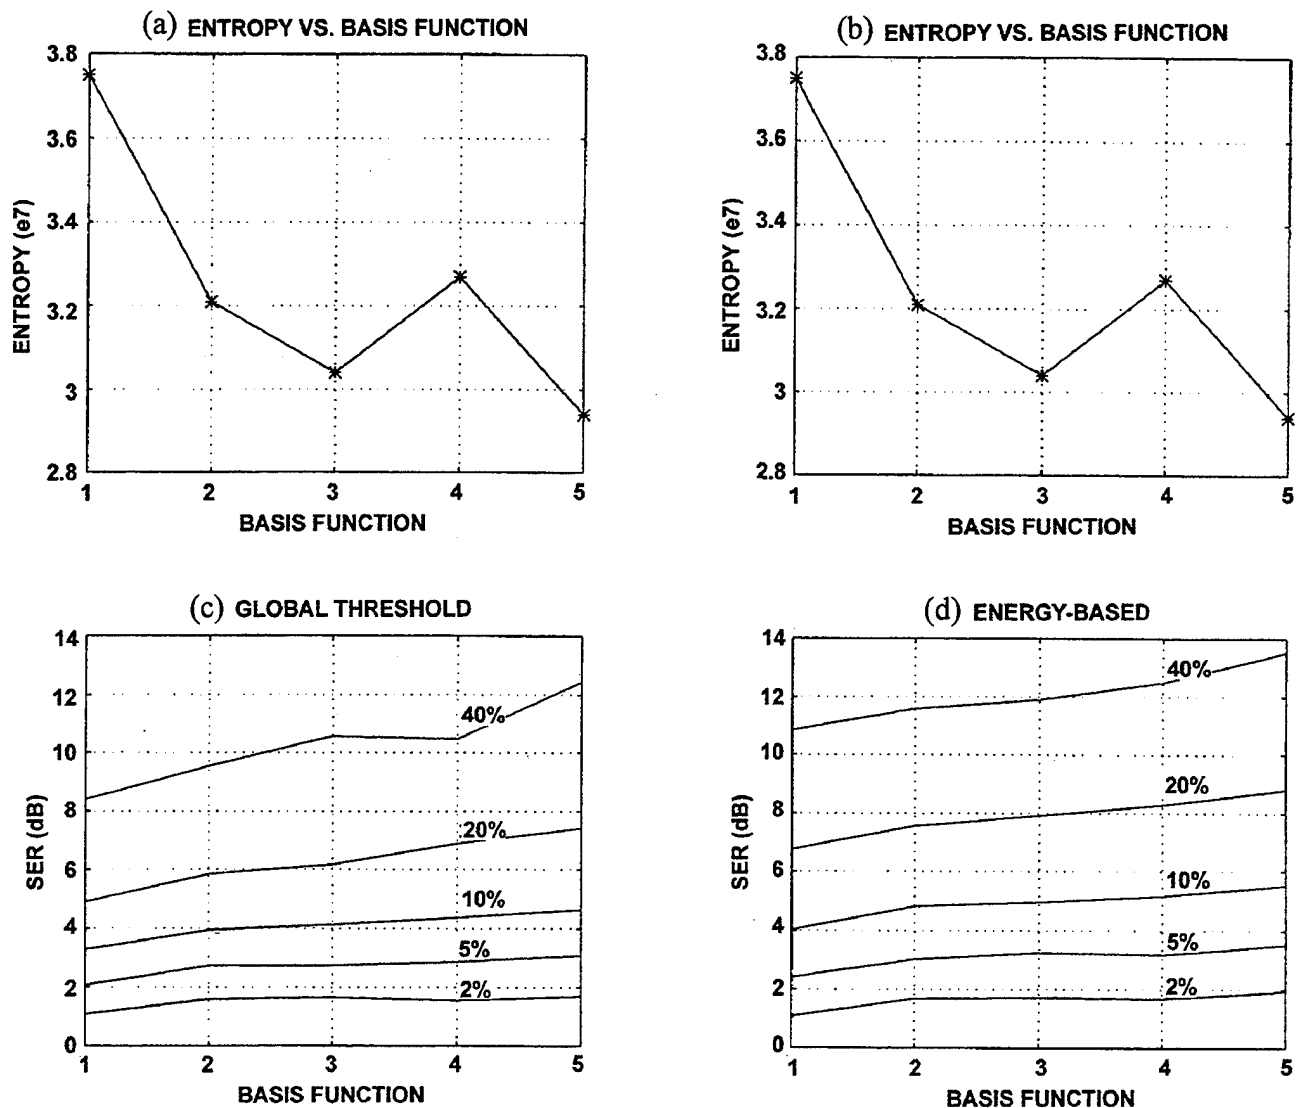 (a) ENTROPY VS. BASIS FUNCTION
3.8
3.6
3.4
3.2
3
2.8
ENTROPY (e7)
1 2 3 4 5
BASIS FUNCTION
(b) ENTROPY VS. BASIS FUNCTION
3.8
3.6
3.4
3.2
3
2.8
ENTROPY (e7)
1 2 3 4 5
BASIS FUNCTION
(c) GLOBAL THRESHOLD
14
12
10
8
6
4
2
0
SER (dB)
40%
20%
10%
5%
2%
1 2 3 4 5
BASIS FUNCTION
(d) ENERGY-BASED
14
12
10
8
6
4
2
0
SER (dB)
40%
20%
10%
5%
2%
1 2 3 4 5
BASIS FUNCTION